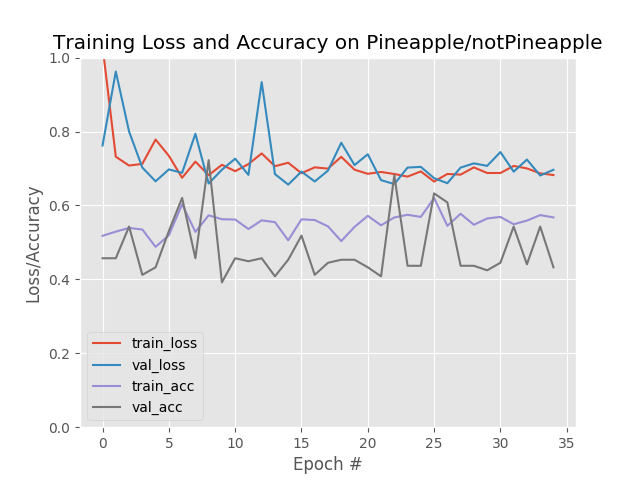 Training Loss and Accuracy on Pineapple/notPineapple
1.0
0.8
0.6
0.4
0.2
0.0
Loss/Accuracy
train_loss
val_loss
train_acc
val_acc
0 5 10 15 20 25 30 35
Epoch #